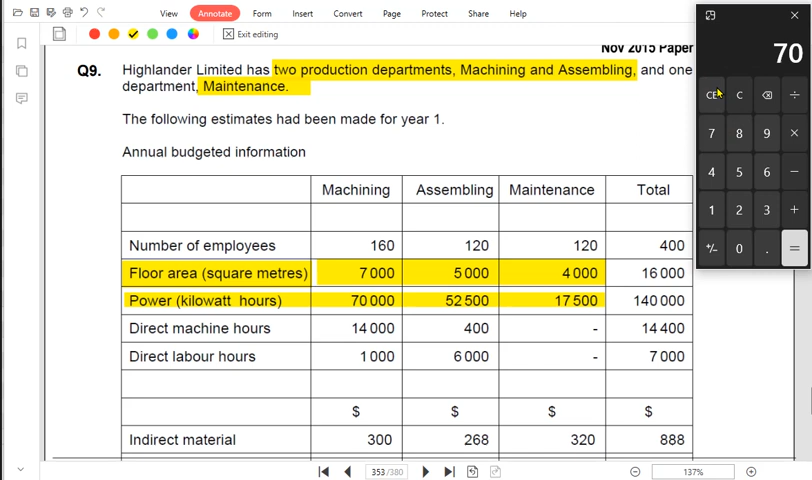 View Annotate Form Insert Convert Page Protect Share Help
Exit editing
Nov 2015 Paper
Q9. Highlander Limited has two production departments, Machining and Assembling, and one
department, Maintenance.
The following estimates had been made for year 1.
Annual budgeted information
Machining Assembling Maintenance Total
Number of employees 160 120 120 400
Floor area (square metres) 7 000 5 000 4 000 16 000
Power (kilowatt hours) 70 000 52 500 17 500 140 000
Direct machine hours 14 000 400 - 14 400
Direct labour hours 1 000 6 000 - 7 000
$ $ $ $
Indirect material 300 268 320 888
353 /380
137%
70
CE C ÷
7 8 9 ×
4 5 6 −
1 2 3 +
+/− 0 . =